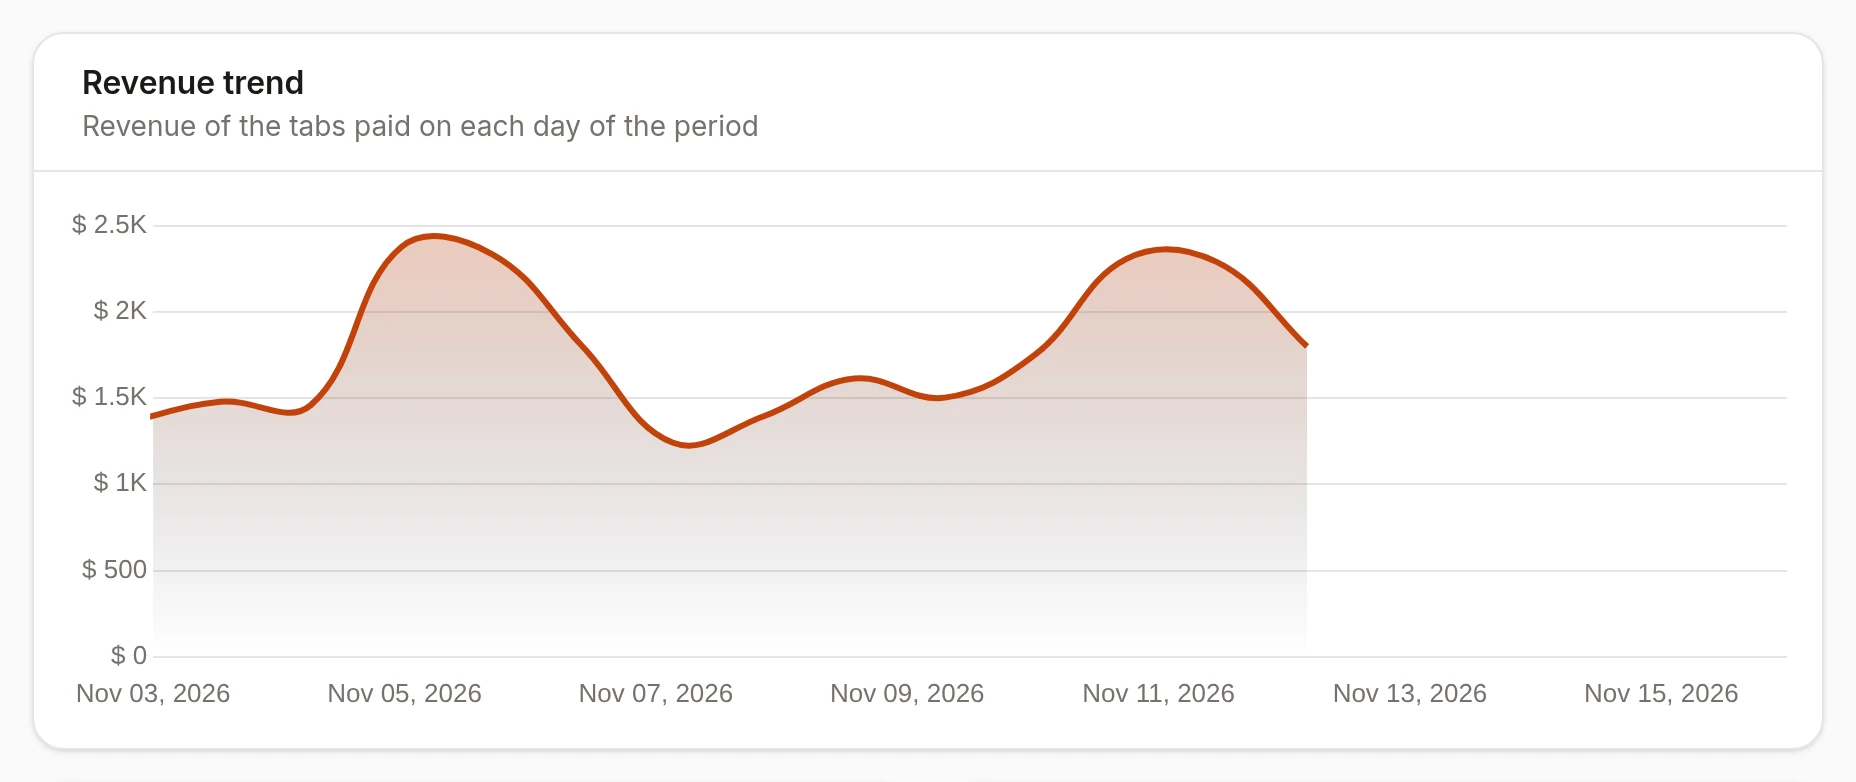 Revenue trend
Revenue of the tabs paid on each day of the period
$ 2.5K
$ 2K
$ 1.5K
$ 1K
$ 500
$ 0
Nov 03, 2026 Nov 05, 2026 Nov 07, 2026 Nov 09, 2026 Nov 11, 2026 Nov 13, 2026 Nov 15, 2026